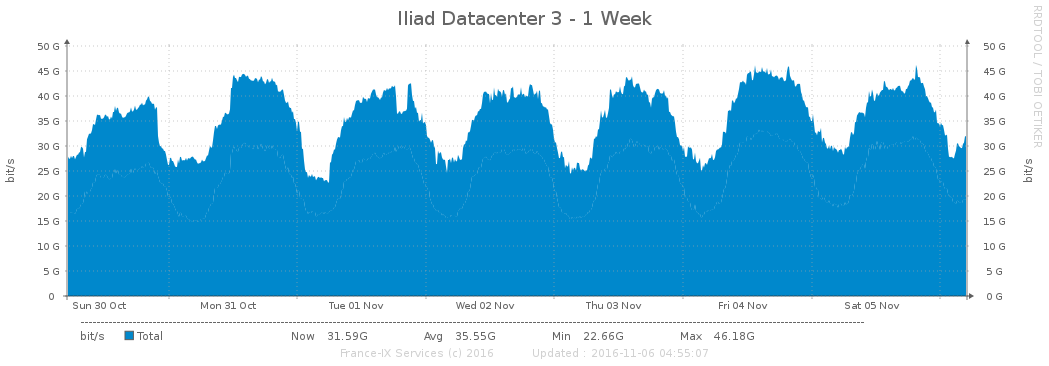 Iliad Datacenter 3 - 1 Week
RRDTOOL / TOBI OETIKER
50 G 50 G
45 G 45 G
40 G 40 G
35 G 35 G
30 G 30 G
25 G 25 G
20 G 20 G
15 G 15 G
10 G 10 G
5 G 5 G
0 0 G
bit/s bit/s
Sun 30 Oct Mon 31 Oct Tue 01 Nov Wed 02 Nov Thu 03 Nov Fri 04 Nov Sat 05 Nov
bit/s Total Now 31.59G Avg 35.55G Min 22.66G Max 46.18G
France-IX Services (c) 2016 Updated : 2016-11-06 04:55:07